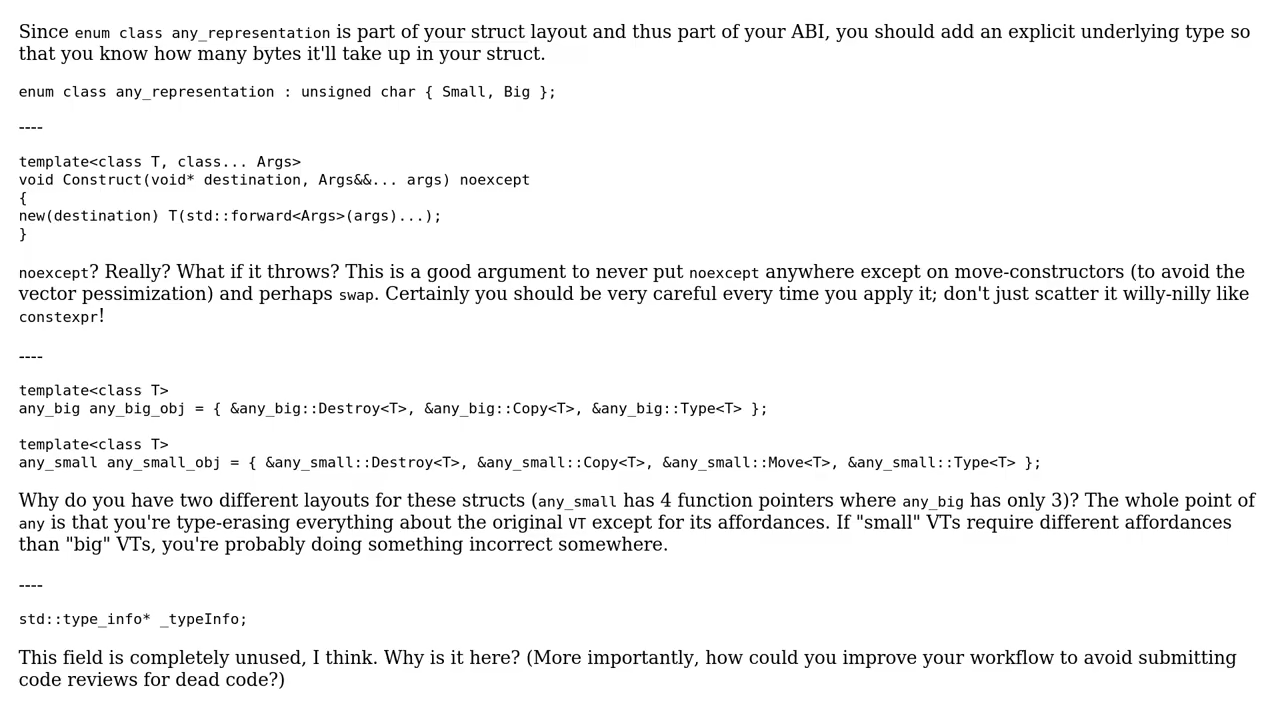 Since enum class any_representation is part of your struct layout and thus part of your ABI, you should add an explicit underlying type so
that you know how many bytes it'll take up in your struct.
enum class any_representation : unsigned char { Small, Big };
----
template<class T, class... Args>
void Construct(void* destination, Args&&... args) noexcept
{
new(destination) T(std::forward<Args>(args)...);
}
noexcept? Really? What if it throws? This is a good argument to never put noexcept anywhere except on move-constructors (to avoid the
vector pessimization) and perhaps swap. Certainly you should be very careful every time you apply it; don't just scatter it willy-nilly like
constexpr!
----
template<class T>
any_big any_big_obj = { &any_big::Destroy<T>, &any_big::Copy<T>, &any_big::Type<T> };
template<class T>
any_small any_small_obj = { &any_small::Destroy<T>, &any_small::Copy<T>, &any_small::Move<T>, &any_small::Type<T> };
Why do you have two different layouts for these structs (any_small has 4 function pointers where any_big has only 3)? The whole point of
any is that you're type-erasing everything about the original VT except for its affordances. If "small" VTs require different affordances
than "big" VTs, you're probably doing something incorrect somewhere.
----
std::type_info* _typeInfo;
This field is completely unused, I think. Why is it here? (More importantly, how could you improve your workflow to avoid submitting
code reviews for dead code?)